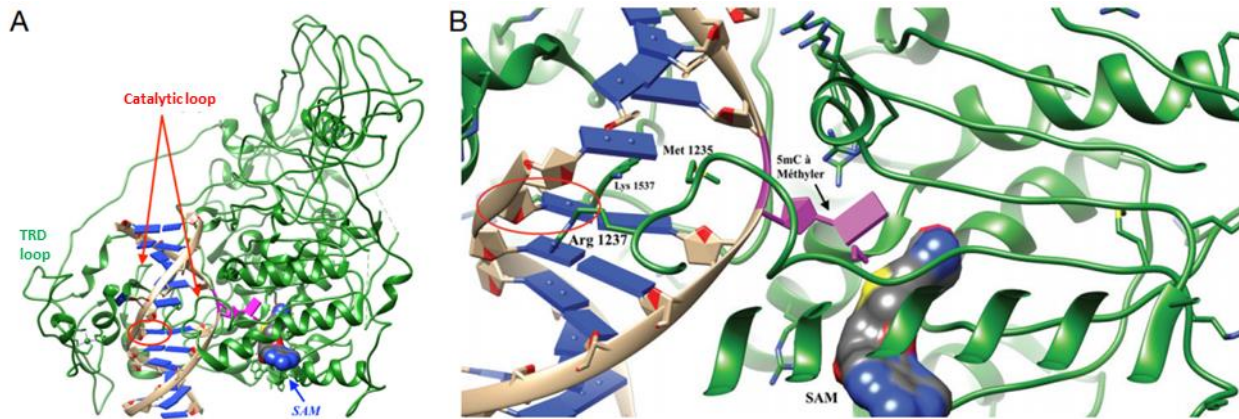 A
Catalytic loop
TRD
loop
SAM
B
Met 1235
Lys 1537
Arg 1237
5mC à
Méthyler
SAM